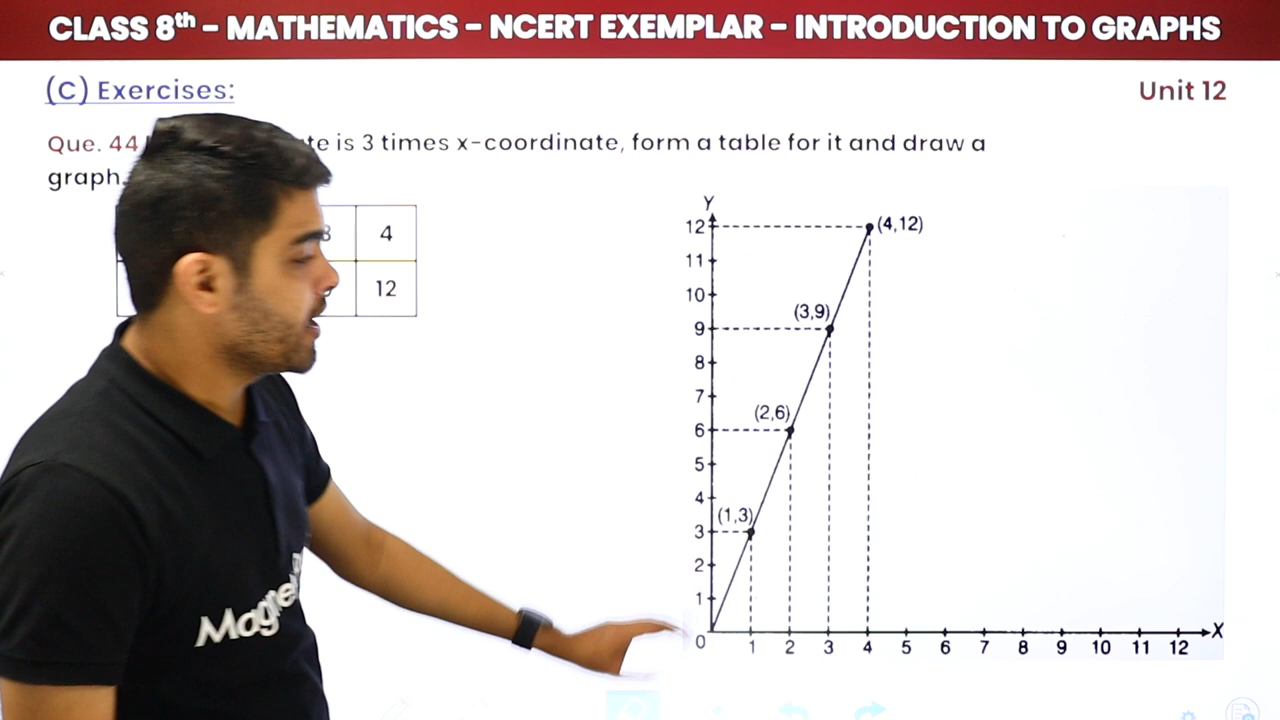 CLASS 8th - MATHEMATICS - NCERT EXEMPLAR - INTRODUCTION TO GRAPHS
(C) Exercises:
Unit 12
Que. 44 is 3 times x-coordinate, form a table for it and draw a
graph.
4
12
Y
12
(4,12)
11
10
(3,9)
9
8
7
(2,6)
6
5
4
(1,3)
3
2
1
0
X
1 2 3 4 5 6 7 8 9 10 11 12